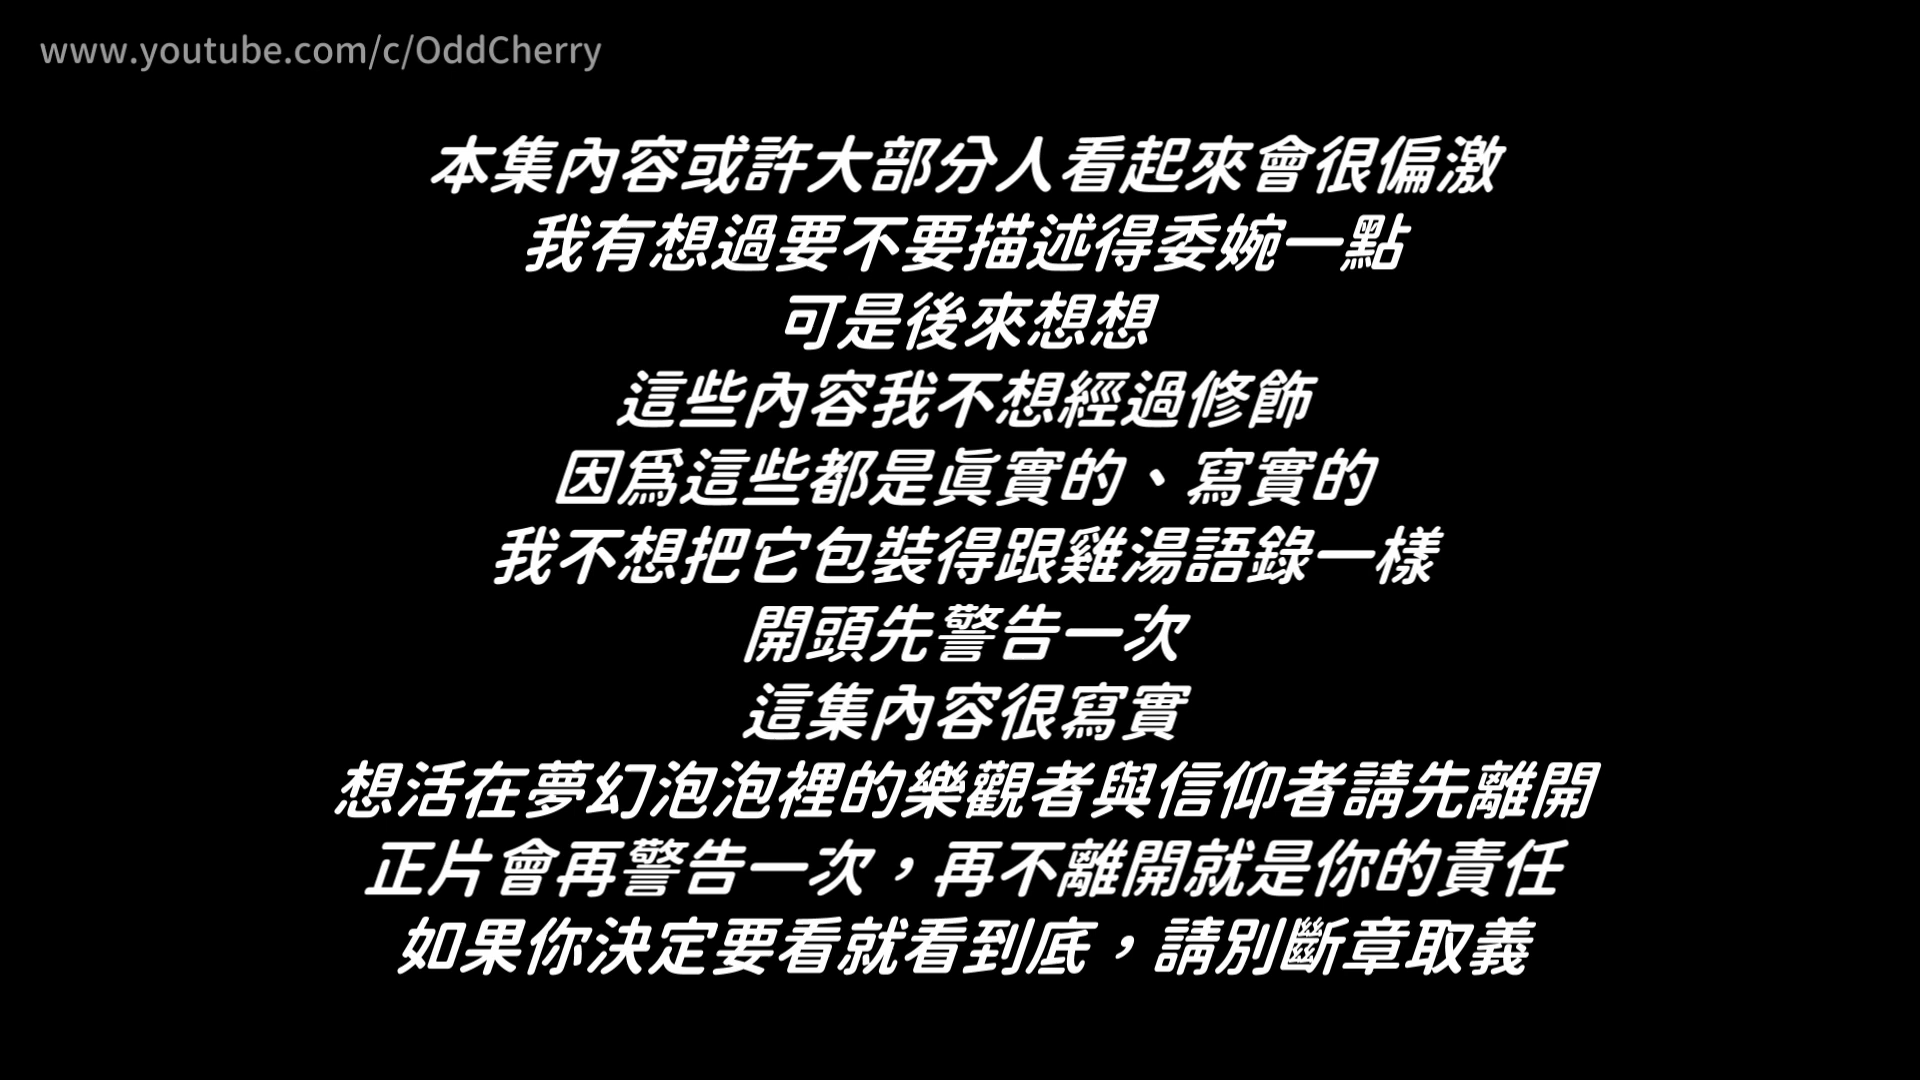 www.youtube.com/c/OddCherry
本集內容或許大部分人看起來會很偏激
我有想過要不要描述得委婉一點
可是後來想想
這些內容我不想經過修飾
因爲這些都是眞實的、寫實的
我不想把它包裝得跟雞湯語錄一樣
開頭先警告一次
這集內容很寫實
想活在夢幻泡泡裡的樂觀者與信仰者請先離開
正片會再警告一次，再不離開就是你的責任
如果你決定要看就看到底，請別斷章取義